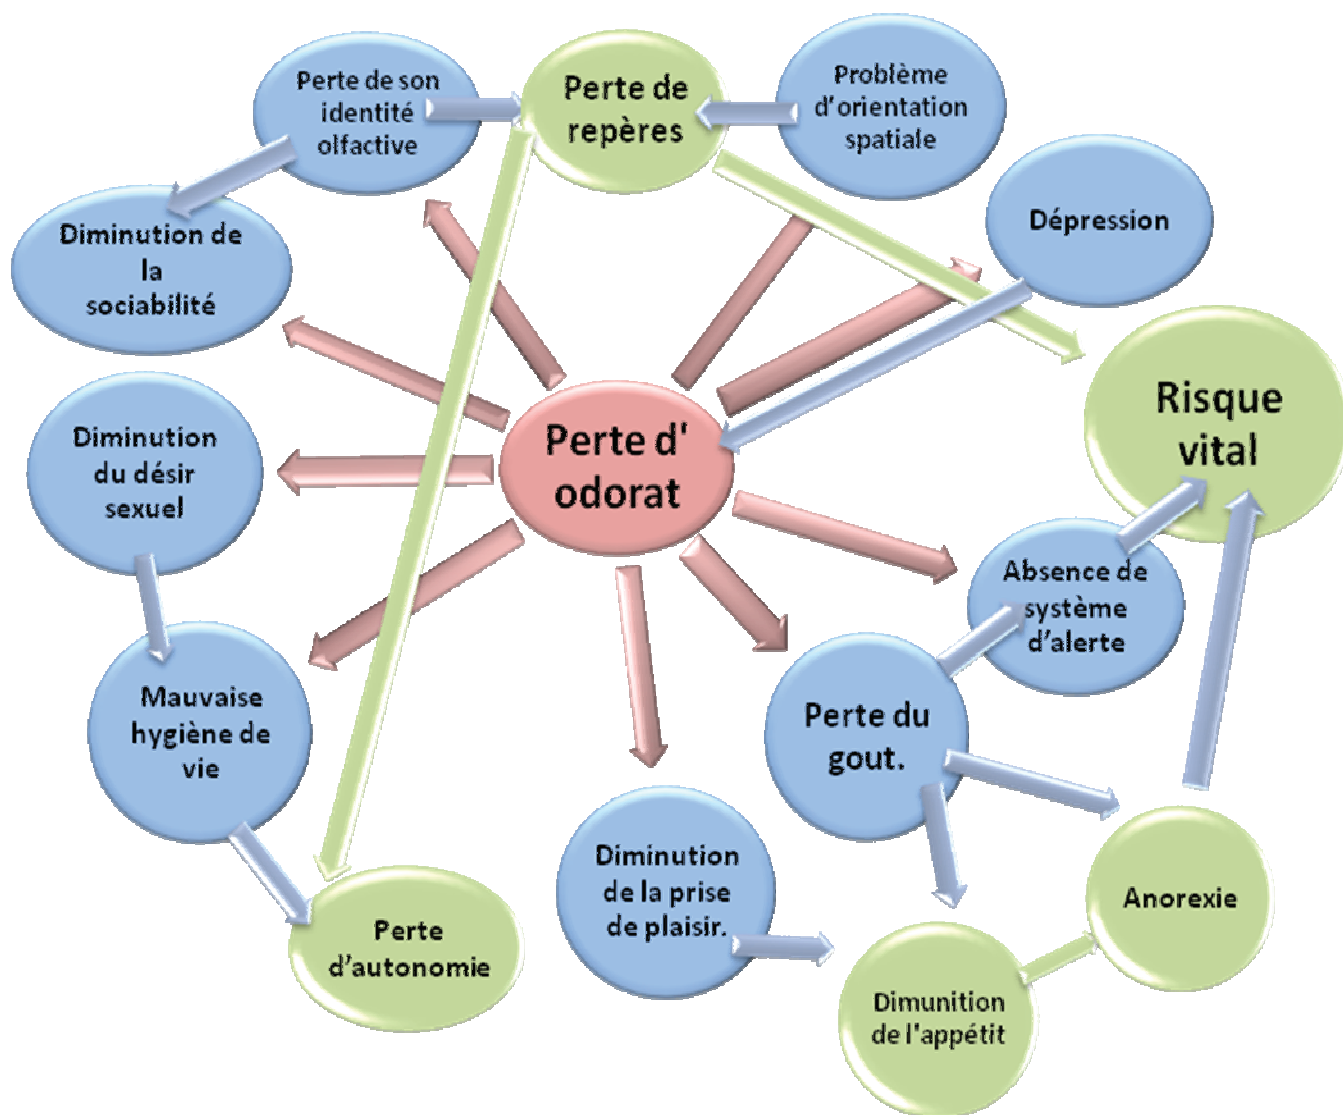 Perte de son
identité
olfactive
Perte de
repères
Problème
d'orientation
spatiale
Dépression
Diminution de
la
sociabilité
Risque
vital
Diminution
du désir
sexuel
Perte d'
odorat
Absence de
système
d'alerte
Mauvaise
hygiène de
vie
Perte du
gout.
Diminution
de la prise
de plaisir.
Anorexie
Perte
d'autonomie
Dimunition
de l'appétit